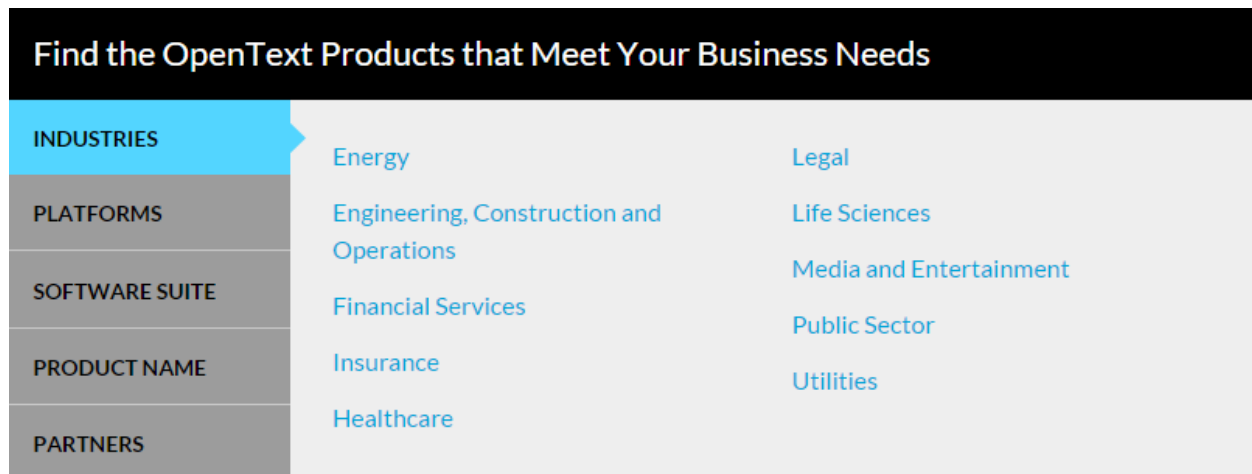 Find the OpenText Products that Meet Your Business Needs
INDUSTRIES
PLATFORMS
SOFTWARE SUITE
PRODUCT NAME
PARTNERS
Energy
Engineering, Construction and
Operations
Financial Services
Insurance
Healthcare
Legal
Life Sciences
Media and Entertainment
Public Sector
Utilities